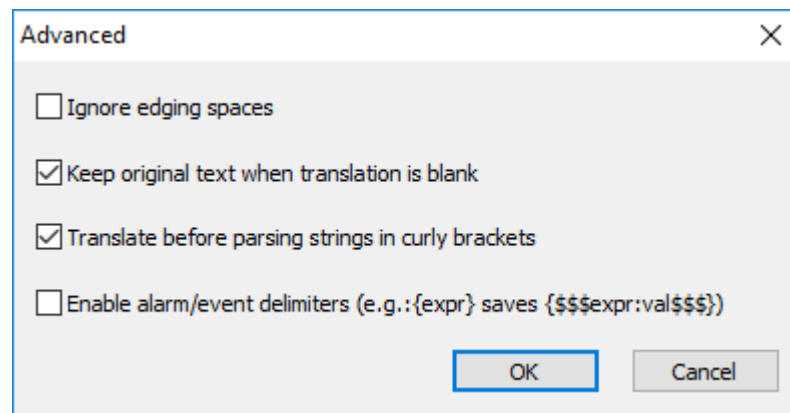 Advanced
Ignore edging spaces
Keep original text when translation is blank
Translate before parsing strings in curly brackets
Enable alarm/event delimiters (e.g.:{expr} saves {$$$expr:val$$$})
OK Cancel